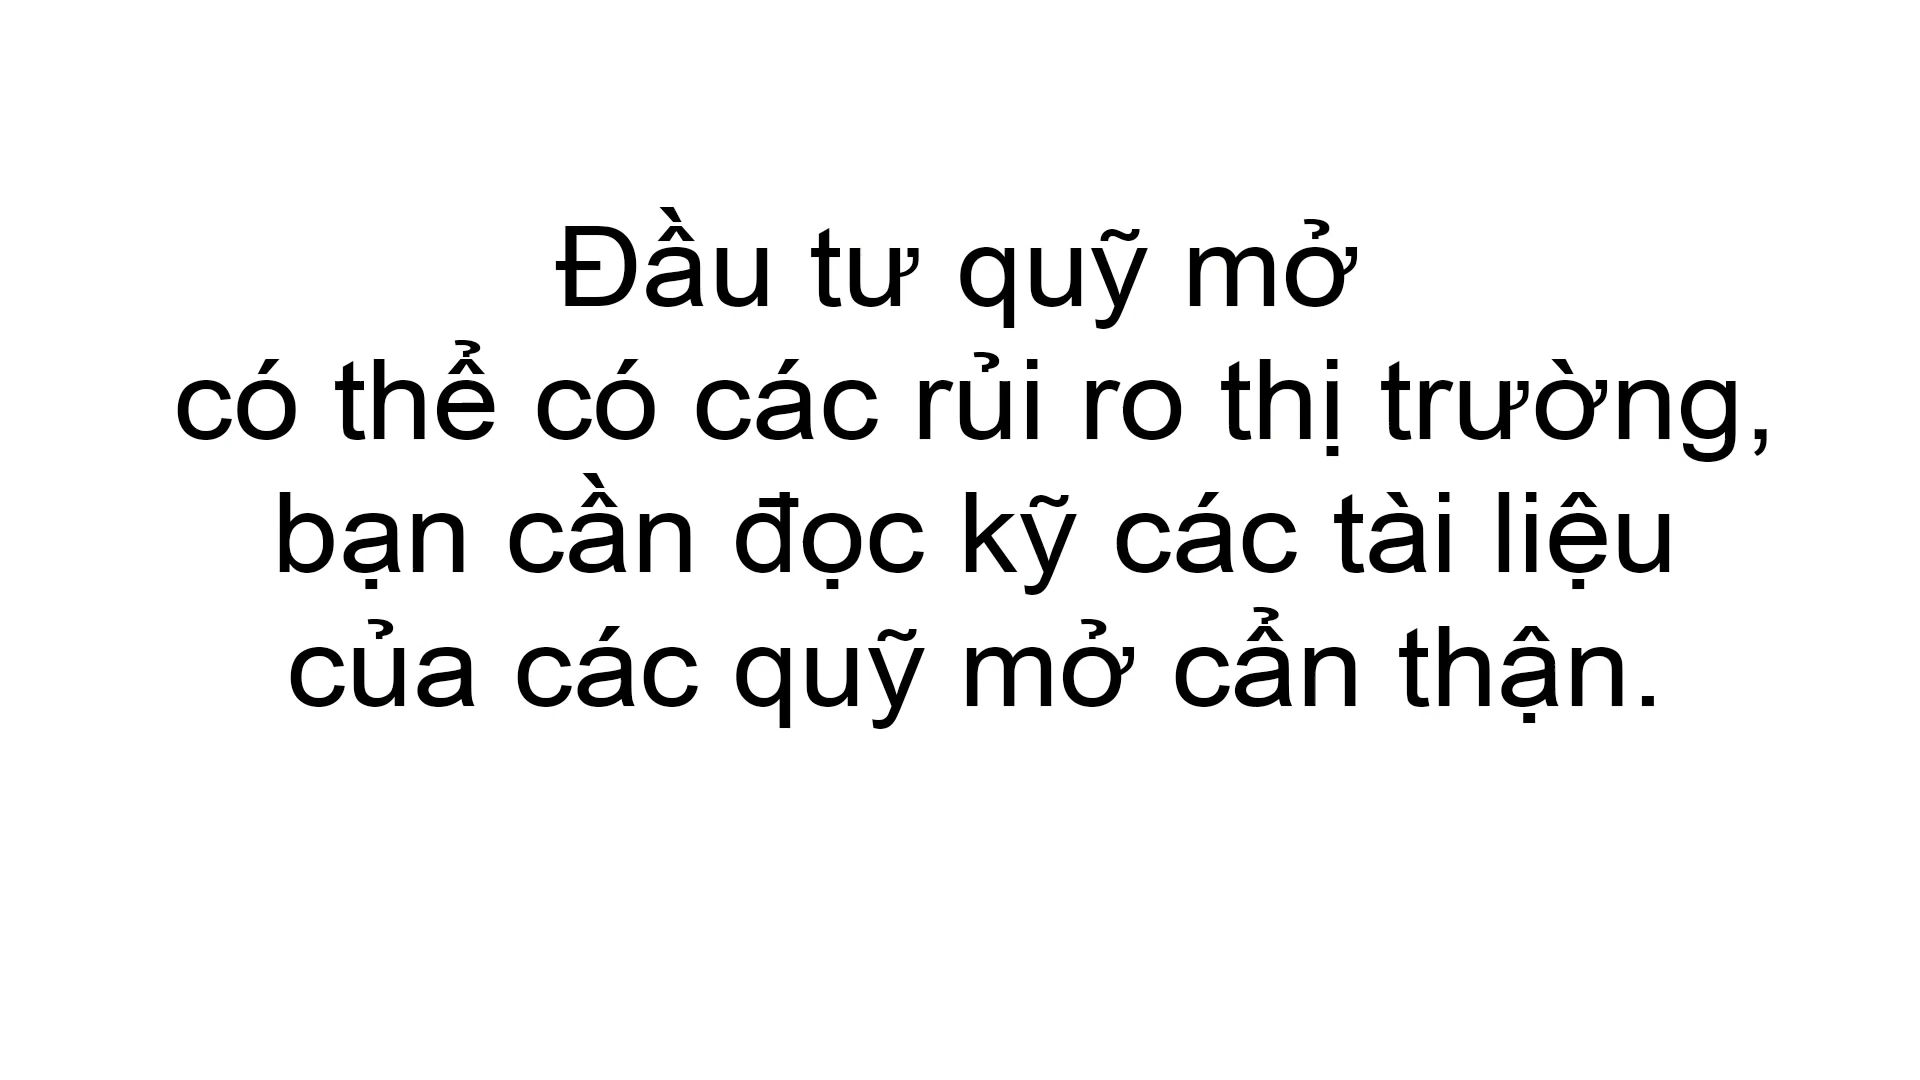 Đầu tư quỹ mở
có thể có các rủi ro thị trường,
bạn cần đọc kỹ các tài liệu
của các quỹ mở cẩn thận.